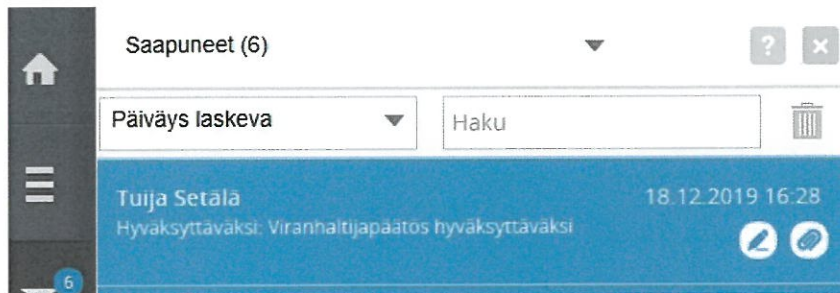 Saapuneet (6)
?
Päiväys laskeva
Haku
Tuija Setälä
18.12.2019 16:28
Hyväksyttäväksi: Viranhaltijapäätös hyväksyttäväksi
6